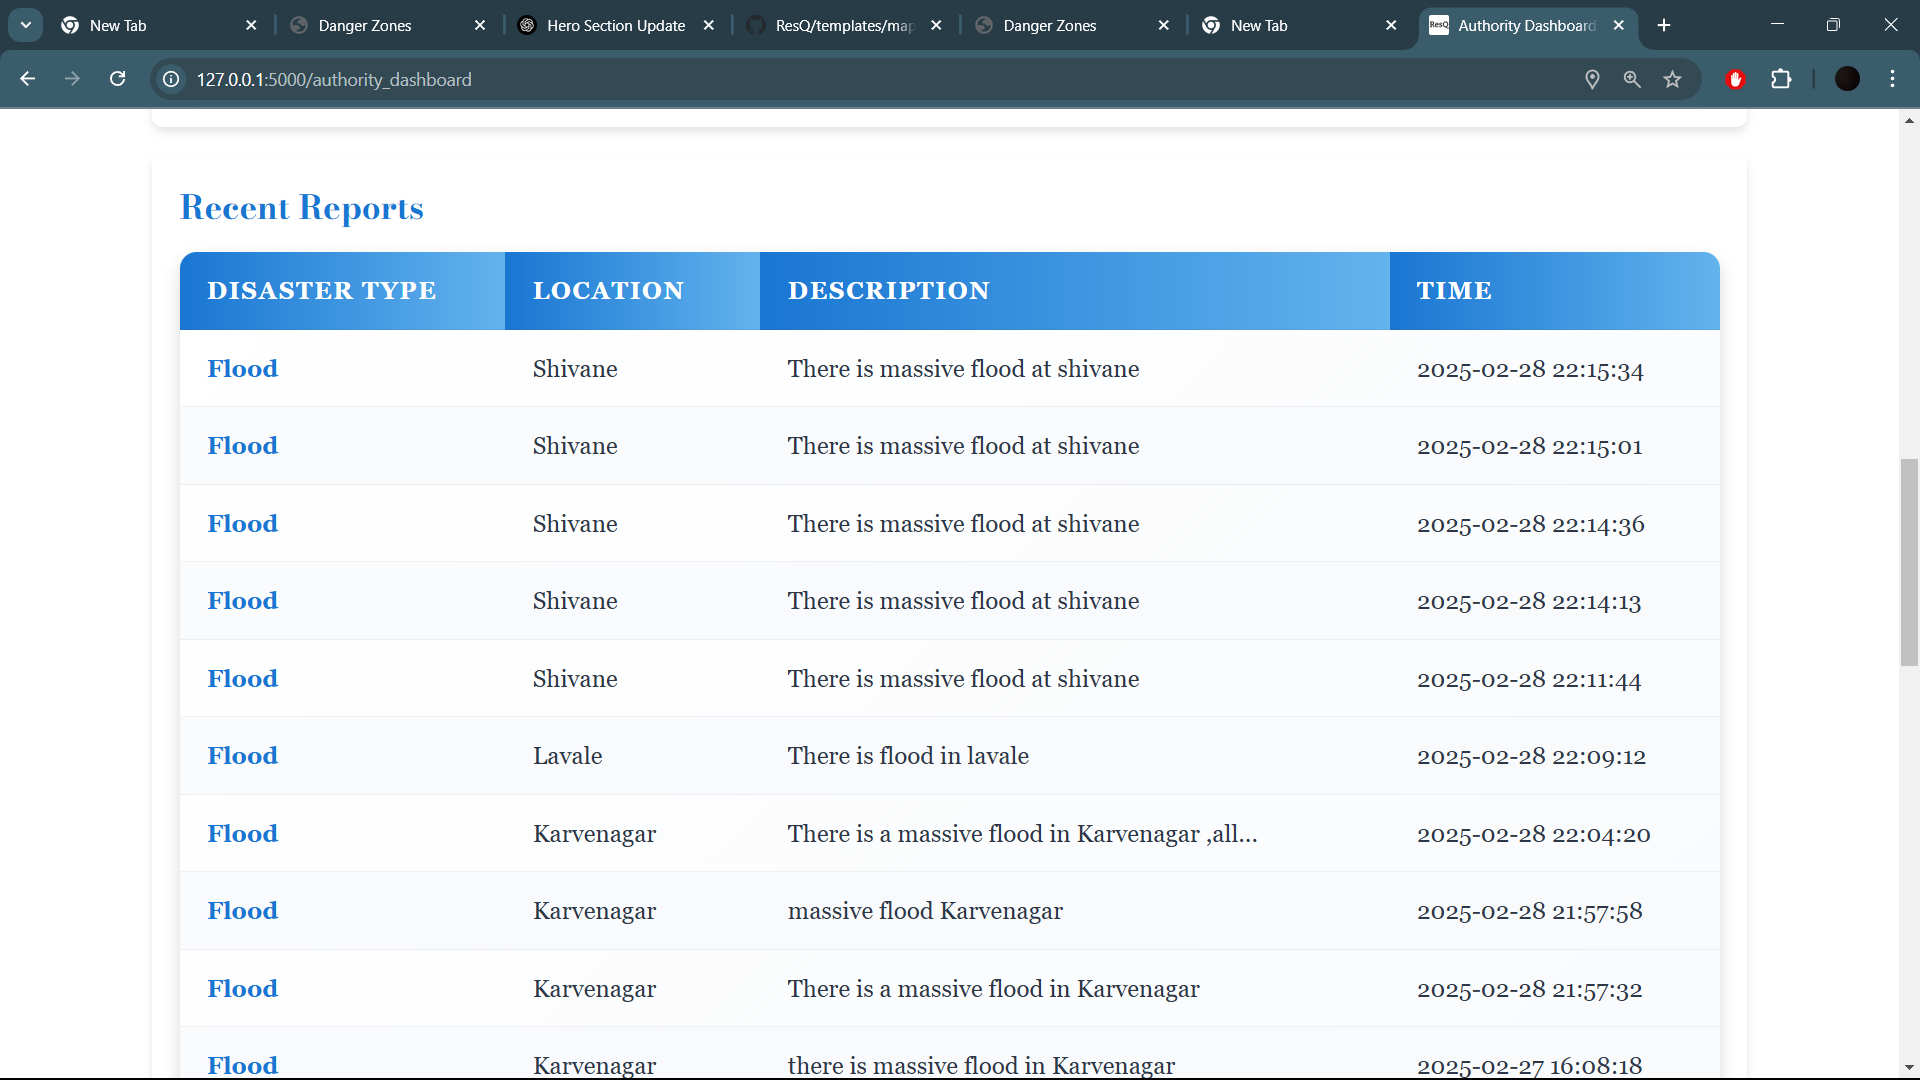 New Tab
Danger Zones
Hero Section Update
ResQ/templates/map
Danger Zones
New Tab
ResQ
Authority Dashboard
127.0.0.1:5000/authority_dashboard
Recent Reports
DISASTER TYPE LOCATION DESCRIPTION TIME
Flood Shivane There is massive flood at shivane 2025-02-28 22:15:34
Flood Shivane There is massive flood at shivane 2025-02-28 22:15:01
Flood Shivane There is massive flood at shivane 2025-02-28 22:14:36
Flood Shivane There is massive flood at shivane 2025-02-28 22:14:13
Flood Shivane There is massive flood at shivane 2025-02-28 22:11:44
Flood Lavale There is flood in lavale 2025-02-28 22:09:12
Flood Karvenagar There is a massive flood in Karvenagar ,all... 2025-02-28 22:04:20
Flood Karvenagar massive flood Karvenagar 2025-02-28 21:57:58
Flood Karvenagar There is a massive flood in Karvenagar 2025-02-28 21:57:32
Flood Karvenagar there is massive flood in Karvenagar 2025-02-27 16:08:18